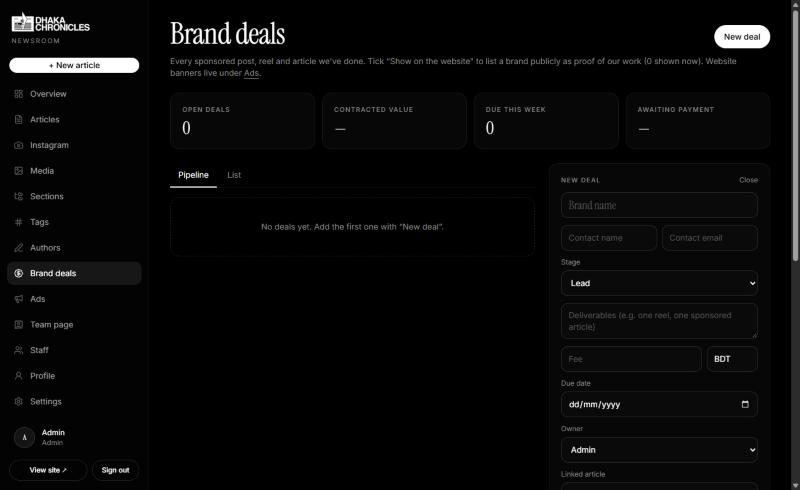 DHAKA
CHRONICLES
NEWSROOM
+ New article
Overview
Articles
Instagram
Media
Sections
Tags
Authors
Brand deals
Ads
Team page
Staff
Profile
Settings
A
Admin
Admin
View site ↗
Sign out
Brand deals
New deal
Every sponsored post, reel and article we've done. Tick "Show on the website" to list a brand publicly as proof of our work (0 shown now). Website
banners live under Ads.
OPEN DEALS
0
CONTRACTED VALUE
—
DUE THIS WEEK
0
AWAITING PAYMENT
—
Pipeline
List
No deals yet. Add the first one with "New deal".
NEW DEAL
Close
Brand name
Contact name
Contact email
Stage
Lead
Deliverables (e.g. one reel, one sponsored
article)
Fee
BDT
Due date
dd/mm/yyyy
Owner
Admin
Linked article